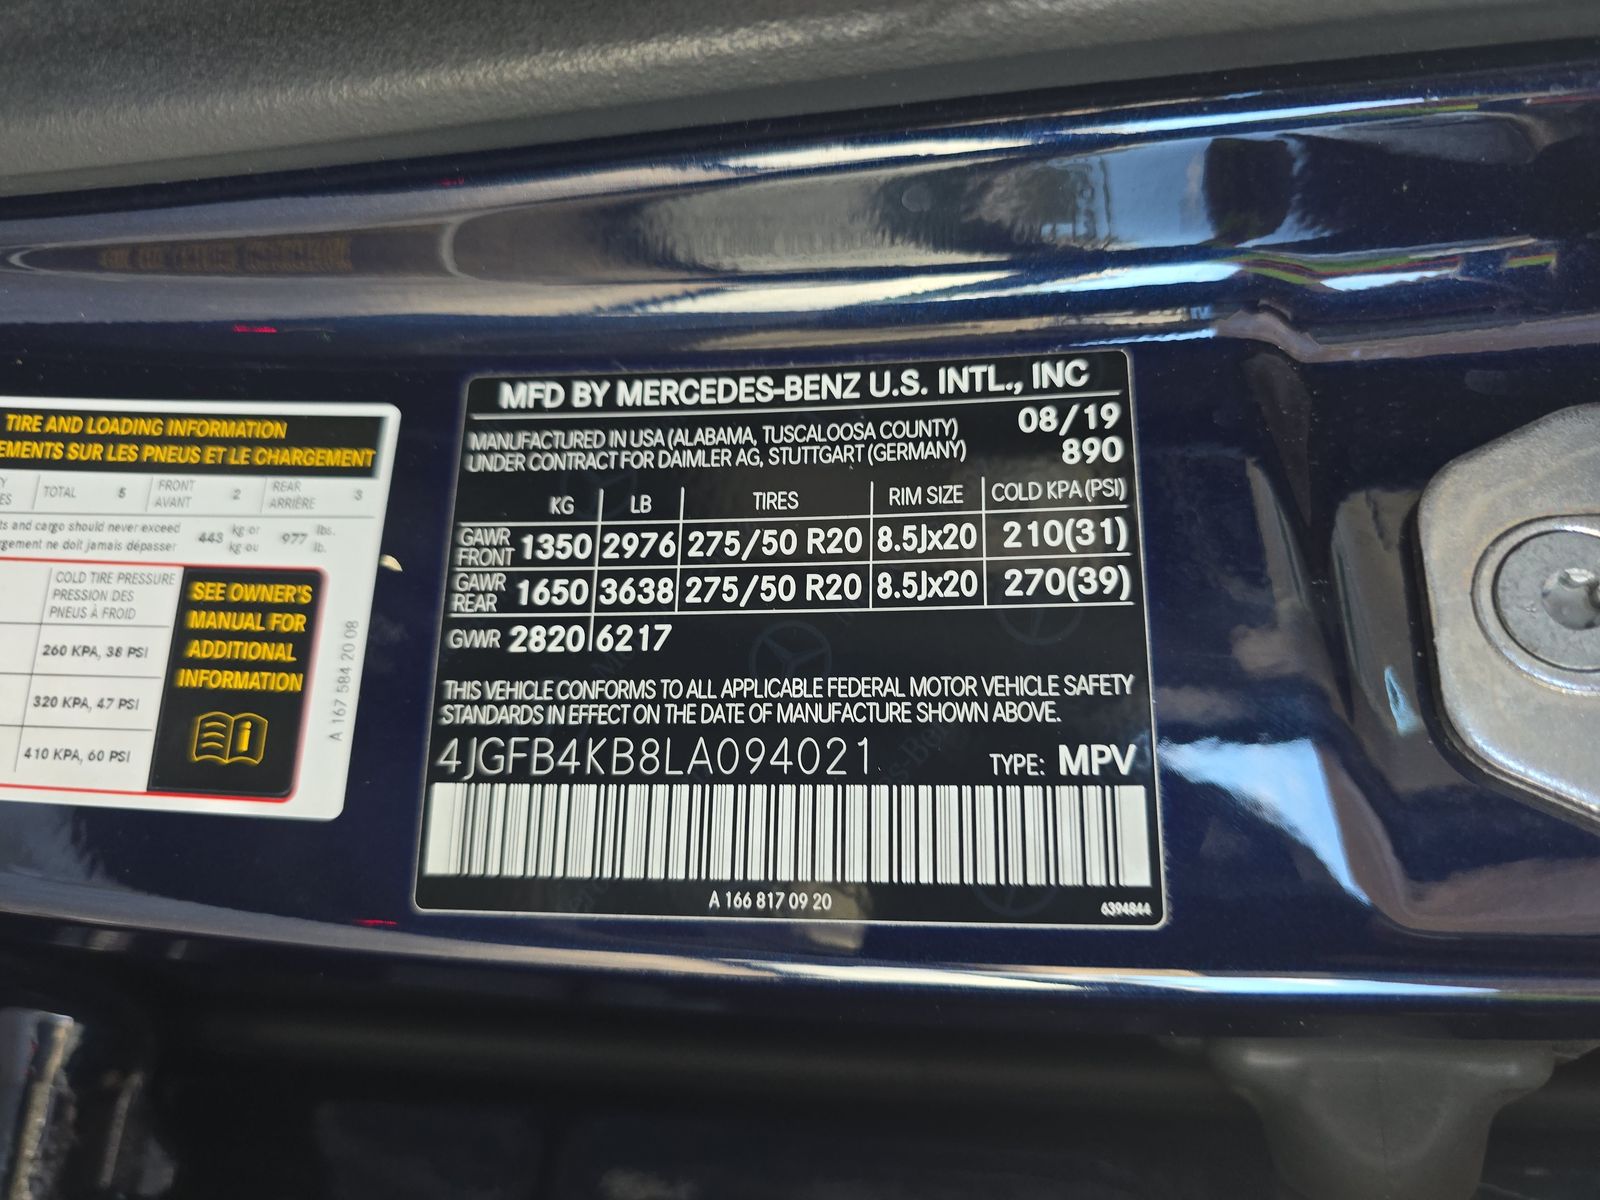 TIRE AND LOADING INFORMATION
EMENTS SUR LES PNEUS ET LE CHARGEMENT
Y TOTAL 5 FRONT 2 REAR 3
ES AVANT ARRIÈRE
ts and cargo should never exceed 443 kg or 977 lbs.
rgement ne doit jamais dépasser kg ou lb.
COLD TIRE PRESSURE
PRESSION DES
PNEUS À FROID
260 KPA, 38 PSI
320 KPA, 47 PSI
410 KPA, 60 PSI
SEE OWNER'S
MANUAL FOR
ADDITIONAL
INFORMATION
A 167 584 20 08
MFD BY MERCEDES-BENZ U.S. INTL., INC
MANUFACTURED IN USA (ALABAMA, TUSCALOOSA COUNTY) 08/19
UNDER CONTRACT FOR DAIMLER AG, STUTTGART (GERMANY) 890
KG LB TIRES RIM SIZE COLD KPA (PSI)
GAWR FRONT 1350 2976 275/50 R20 8.5Jx20 210(31)
GAWR REAR 1650 3638 275/50 R20 8.5Jx20 270(39)
GVWR 2820 6217
THIS VEHICLE CONFORMS TO ALL APPLICABLE FEDERAL MOTOR VEHICLE SAFETY
STANDARDS IN EFFECT ON THE DATE OF MANUFACTURE SHOWN ABOVE.
4JGFB4KB8LA094021 TYPE: MPV
A 166 817 09 20
6394844